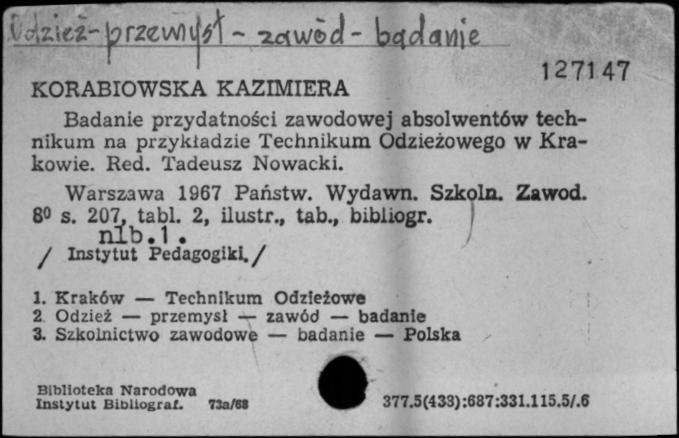 Odzież-przemysł - zawód - badanie
127147
KORABIOWSKA KAZIMIERA
Badanie przydatności zawodowej absolwentów tech-
nikum na przykładzie Technikum Odzieżowego w Kra-
kowie. Red. Tadeusz Nowacki.
Warszawa 1967 Państw. Wydawn. Szkoln. Zawod.
8⁰ s. 207, tabl. 2, ilustr., tab., bibliogr.
nlb.1.
/ Instytut Pedagogiki./
1. Kraków — Technikum Odzieżowe
2. Odzież — przemysł — zawód — badanie
3. Szkolnictwo zawodowe — badanie — Polska
Biblioteka Narodowa
Instytut Bibliograf. 73a/68
377.5(438):687:331.115.5/.6